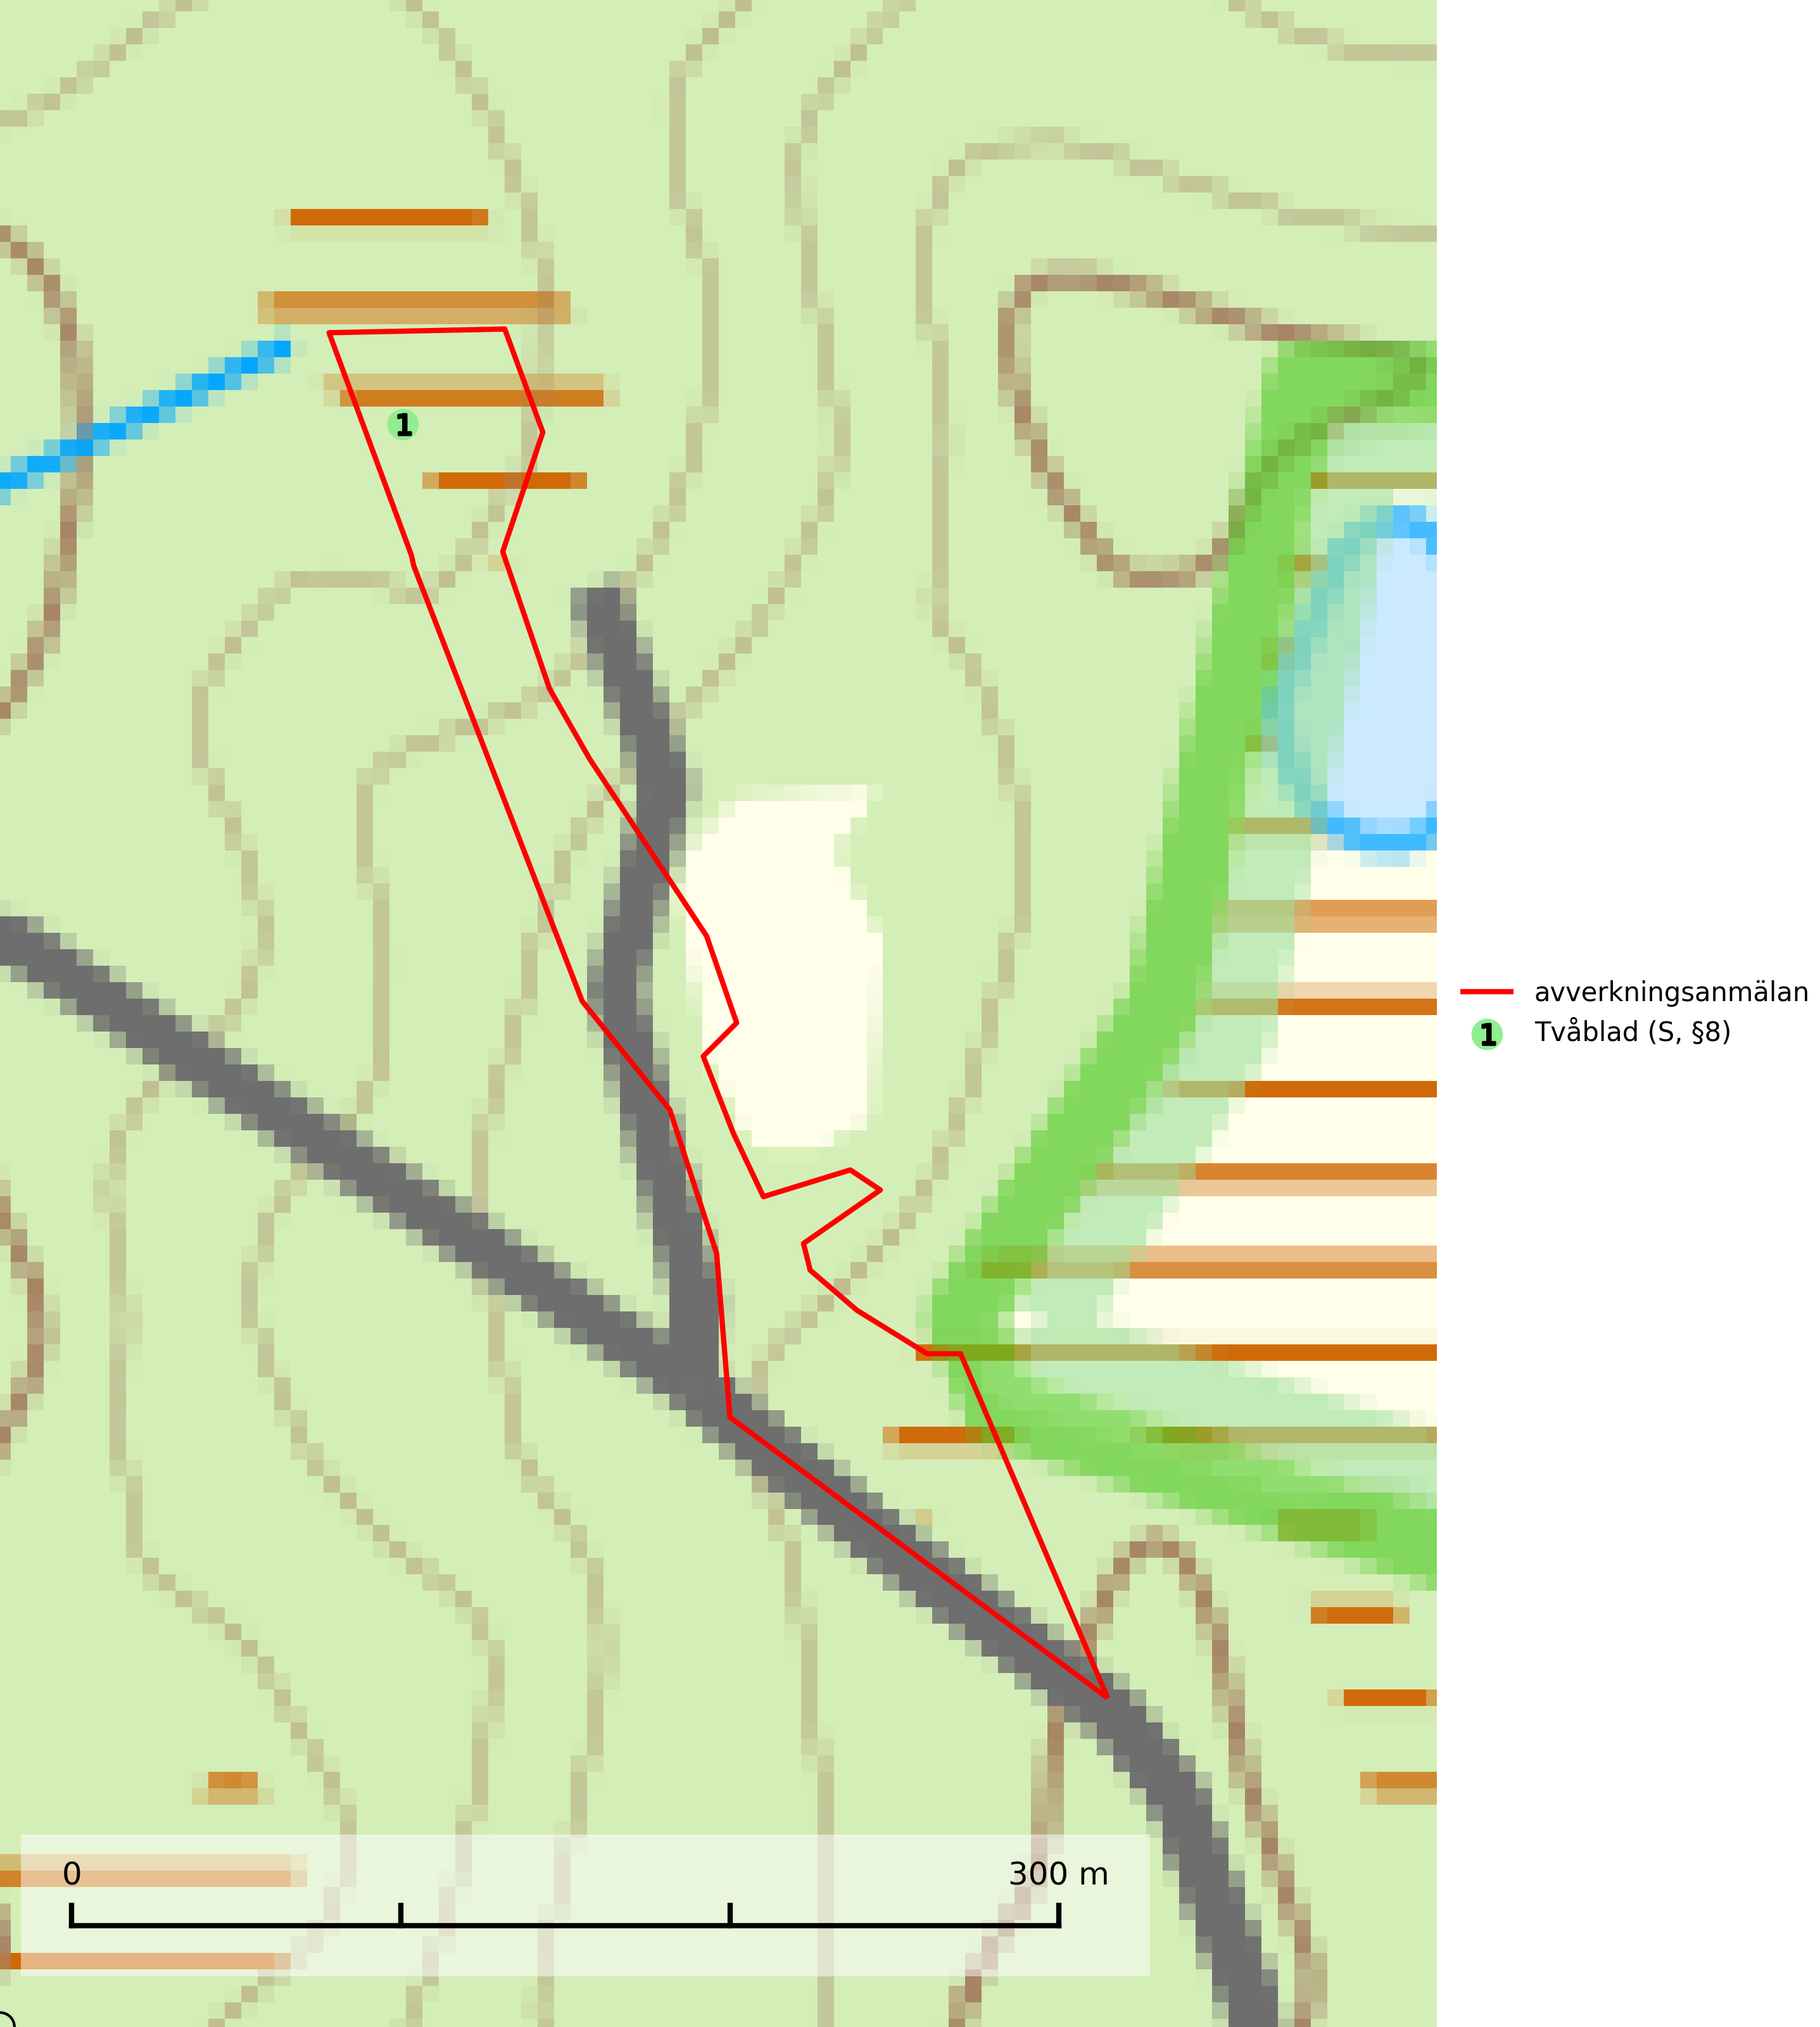 1
avverkningsanmälan
1 Tvåblad (S, §8)
0 300 m